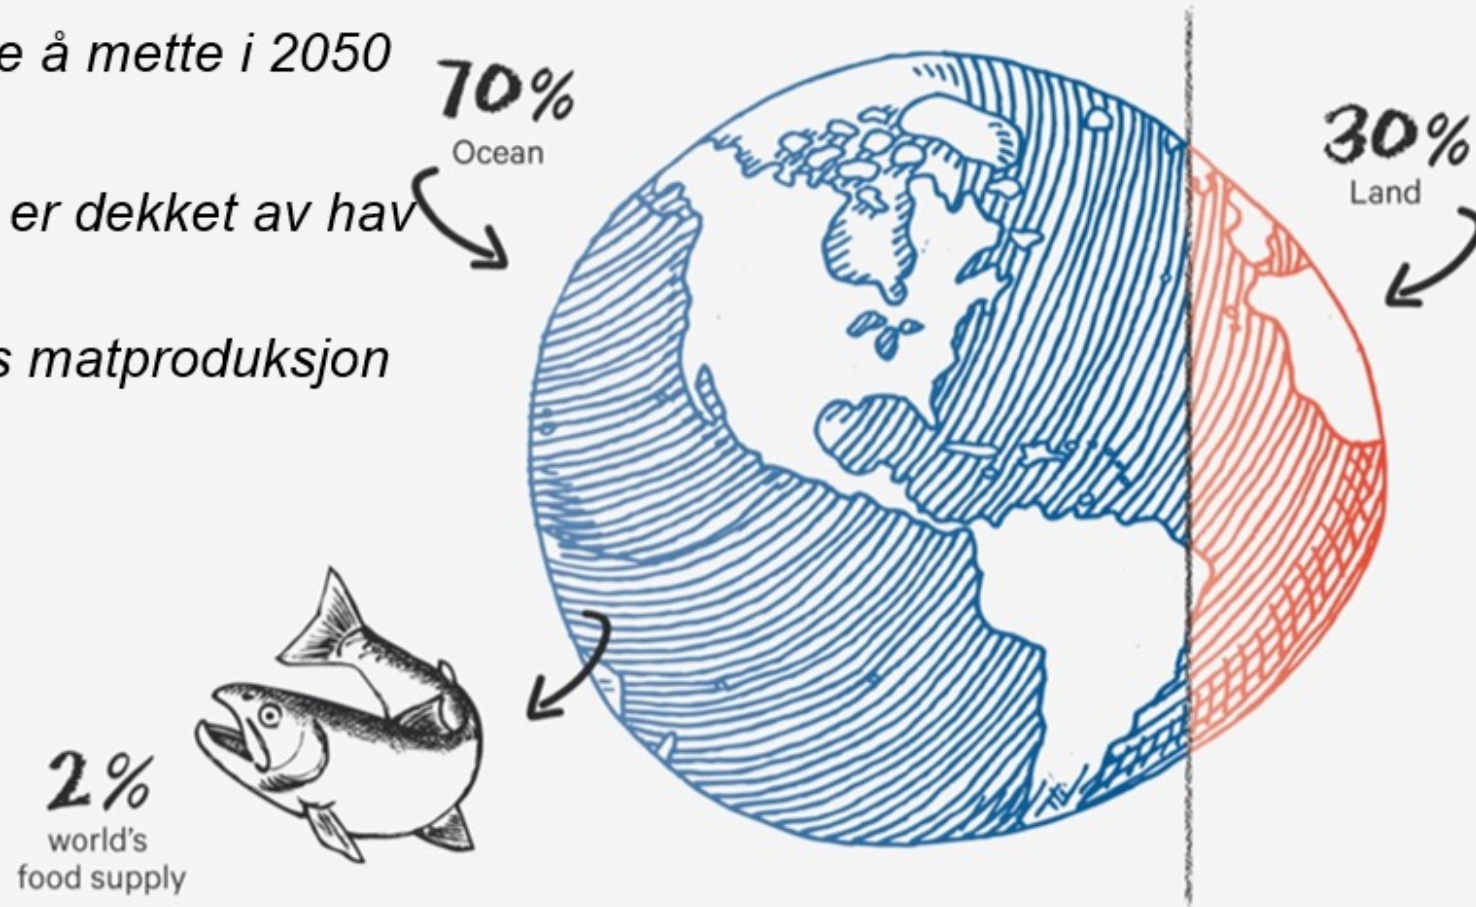 e å mette i 2050
70%
Ocean
30%
Land
er dekket av hav
s matproduksjon
2%
world's
food supply